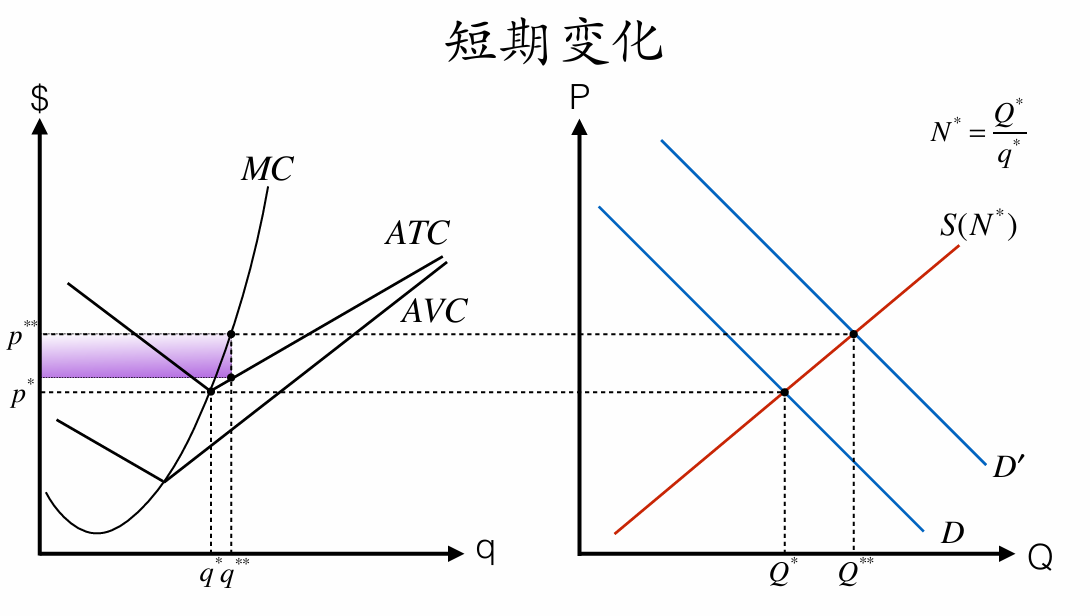 短期变化
$
MC
ATC
AVC
p**
p*
q* q**
q
P
N* = Q*/q*
S(N*)
D′
D
Q* Q**
Q